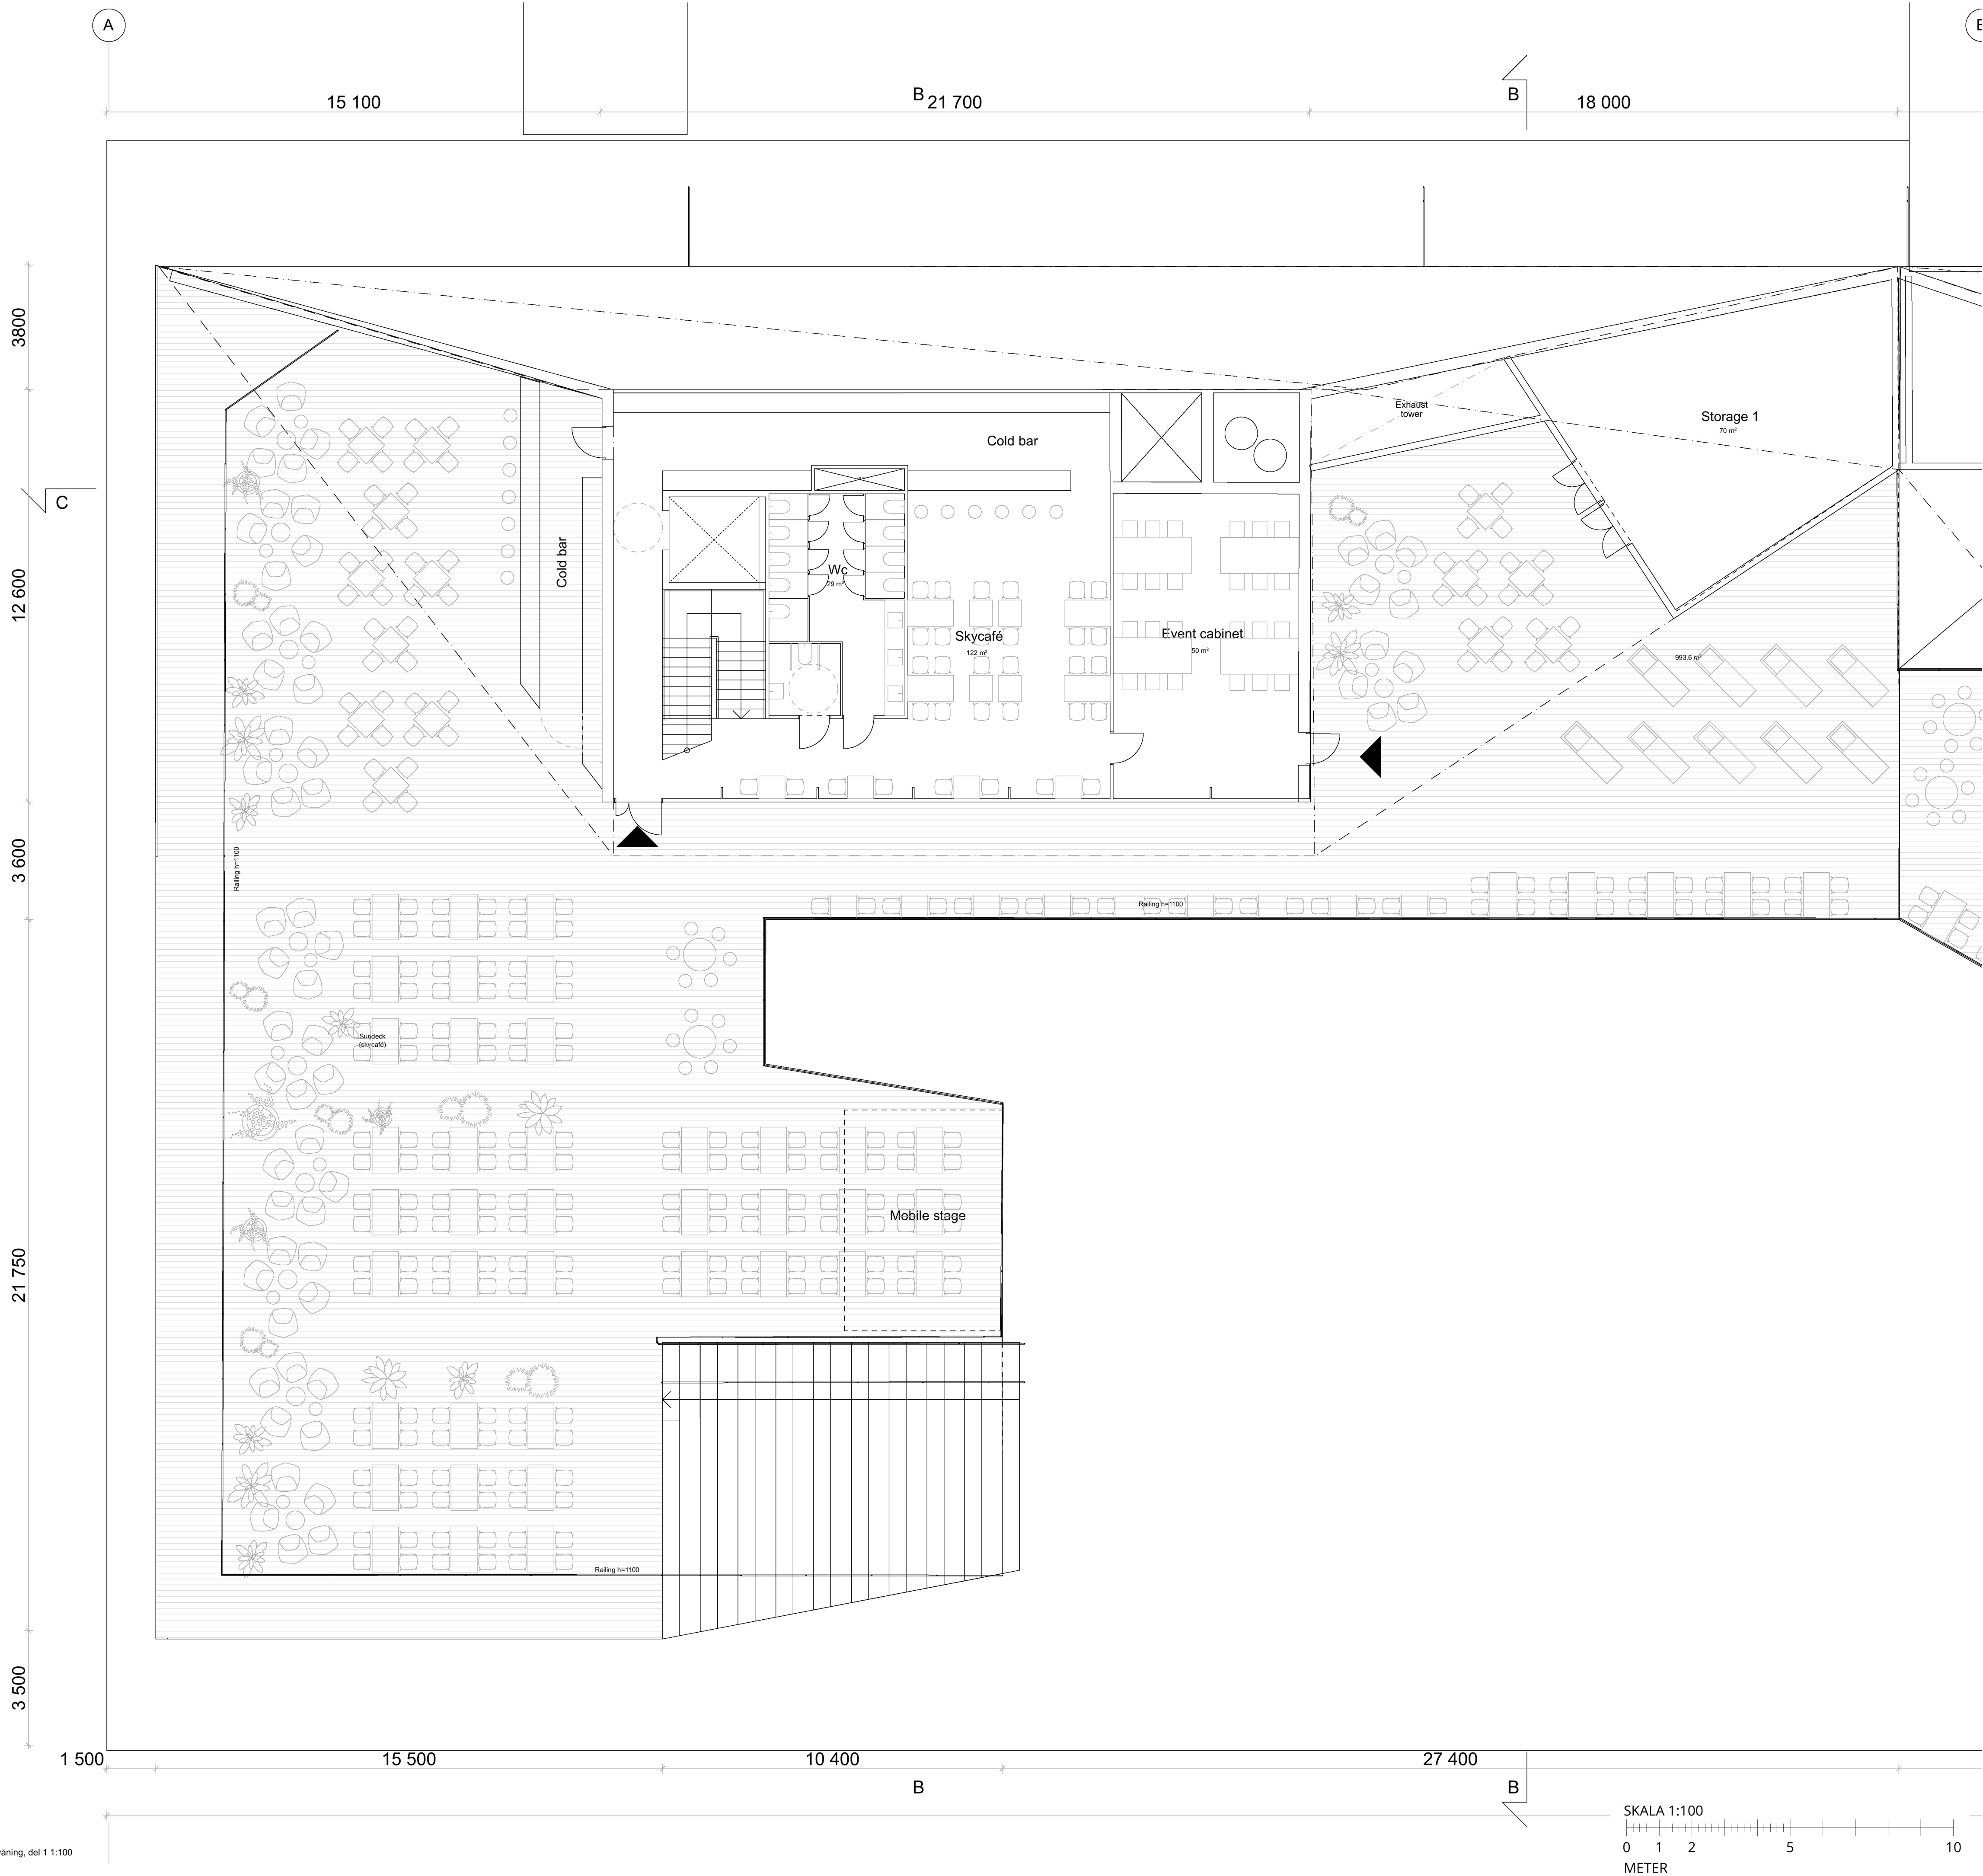 A
15 100
B
21 700
B
18 000
3800
Exhaust
tower
Storage 1
70 m²
Cold bar
C
Cold bar
Wc
29 m²
12 600
Skycafé
122 m²
Event cabinet
50 m²
993,6 m²
3 600
Railing h=1100
Railing h=1100
Sundeck
(skycafé)
Mobile stage
21 750
Railing h=1100
3 500
1 500
15 500
10 400
27 400
B
B
SKALA 1:100
0 1 2 5 10
METER
våning, del 1 1:100